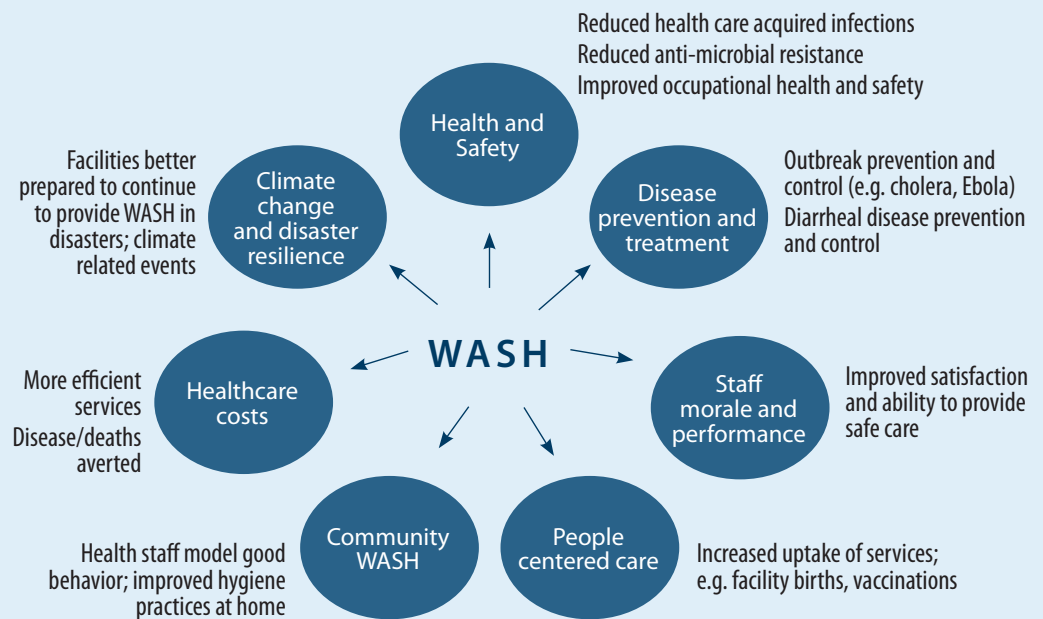 Reduced health care acquired infections
Reduced anti-microbial resistance
Improved occupational health and safety
Health and
Safety
Outbreak prevention and
control (e.g. cholera, Ebola)
Diarrheal disease prevention
and control
Disease
prevention and
treatment
Improved satisfaction
and ability to provide
safe care
Staff
morale and
performance
Increased uptake of services;
e.g. facility births, vaccinations
People
centered care
Community
WASH
Health staff model good
behavior; improved hygiene
practices at home
Healthcare
costs
More efficient
services
Disease/deaths
averted
Climate
change
and disaster
resilience
Facilities better
prepared to continue
to provide WASH in
disasters; climate
related events
WASH